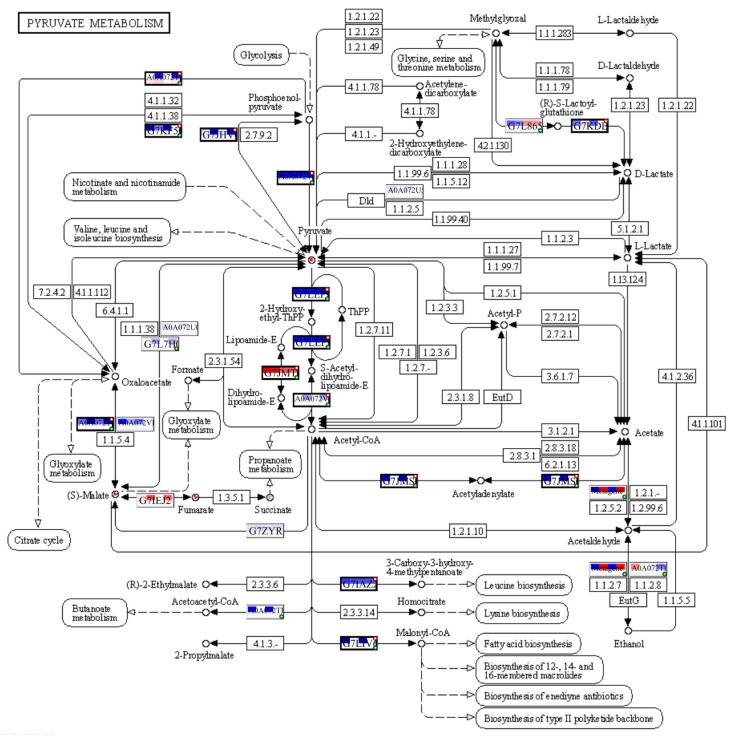 PYRUVATE METABOLISM
1.2.1.22
1.2.1.23
1.2.1.49
Methylglyoxal
1.1.1.283
L-Lactaldehyde
Glycolysis
Glycine, serine and
threonine metabolism
D-Lactaldehyde
1.1.1.78
1.1.1.79
4.1.1.32
4.1.1.38
Phosphoenol-
pyruvate
2.7.9.2
4.1.1.78
Acetylene-
dicarboxylate
4.1.1.78
4.1.1.-
2-Hydroxyethylene-
dicarboxylate
(R)-S-Lactoyl-
glutathione
G7L865
G7KDI
1.2.1.23
1.2.1.22
4.2.1.130
1.1.1.28
1.1.99.6
1.1.5.12
D-Lactate
Nicotinate and nicotinamide
metabolism
Dld
1.1.2.5
1.1.99.40
Valine, leucine and
isoleucine biosynthesis
Pyruvate
5.1.2.1
1.1.2.3
L-Lactate
1.1.1.27
1.1.99.7
1.13.12.4
7.2.4.2
4.1.1.112
6.4.1.1
1.2.5.1
1.2.3.3
2-Hydroxy-
ethyl-ThPP
ThPP
Acetyl-P
2.7.2.12
2.7.2.1
1.1.1.38
Lipoamide-E
1.2.7.11
1.2.7.1
1.2.3.6
1.2.7.-
2.3.1.54
S-Acetyl-
dihydro-
lipoamide-E
Dihydro-
lipoamide-E
Formate
Oxaloacetate
3.6.1.7
4.1.2.36
2.3.1.8
EutD
4.1.1.101
Citrate cycle
Glyoxylate
metabolism
Glyoxylate
metabolism
1.1.5.4
Acetyl-CoA
3.1.2.1
Acetate
Propanoate
metabolism
2.8.3.1
2.8.3.18
6.2.1.13
Acetyladenylate
(S)-Malate
G7IEJ2
Fumarate
1.3.5.1
Succinate
1.2.1.-
1.2.5.2
1.2.99.6
G7ZYR
1.2.1.10
Acetaldehyde
3-Carboxy-3-hydroxy-
4-methylpentanoate
(R)-2-Ethylmalate
2.3.3.6
Leucine biosynthesis
1.1.2.7
1.1.2.8
EutG
1.1.5.5
Butanoate
metabolism
Acetoacetyl-CoA
2.3.3.14
Homocitrate
Lysine biosynthesis
Ethanol
2-Propylmalate
4.1.3.-
Malonyl-CoA
Fatty acid biosynthesis
Biosynthesis of 12-, 14- and
16-membered macrolides
Biosynthesis of enediyne antibiotics
Biosynthesis of type II polyketide backbone